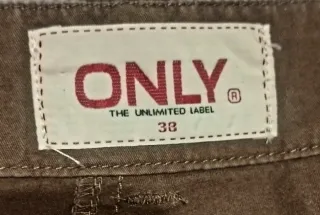 ONLY®
THE UNLIMITED LABEL
38